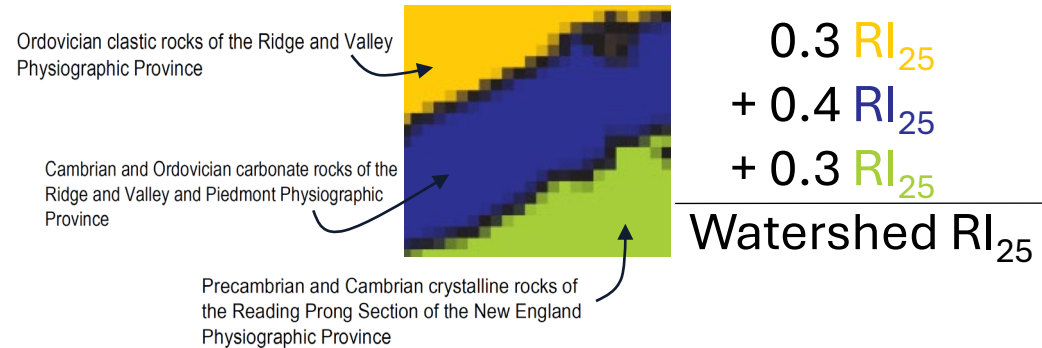 Ordovician clastic rocks of the Ridge and Valley
Physiographic Province
Cambrian and Ordovician carbonate rocks of the
Ridge and Valley and Piedmont Physiographic
Province
Precambrian and Cambrian crystalline rocks of
the Reading Prong Section of the New England
Physiographic Province
0.3 RI25
+ 0.4 RI25
+ 0.3 RI25
Watershed RI25